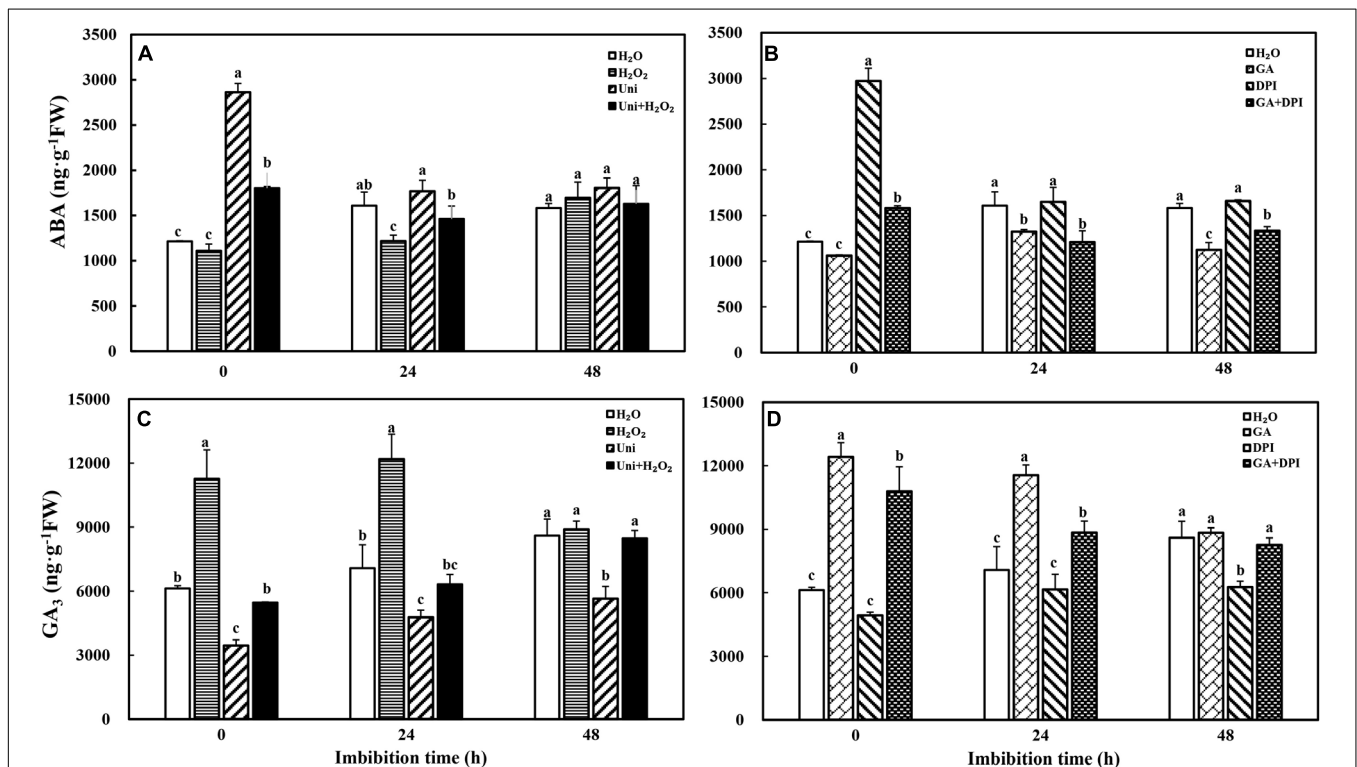 A
3500
3000
2500
2000
1500
1000
500
0
ABA (ng·g⁻¹FW)
H₂O
H₂O₂
Uni
Uni+H₂O₂
c c a b
ab c a b
a a a a
0 24 48
B
3500
3000
2500
2000
1500
1000
500
0
H₂O
GA
DPI
GA+DPI
c c a b
a b a b
a c a b
0 24 48
C
15000
12000
9000
6000
3000
0
GA₃ (ng·g⁻¹FW)
H₂O
H₂O₂
Uni
Uni+H₂O₂
b a c b
b a c bc
a a b a
0 24 48
Imbibition time (h)
D
15000
12000
9000
6000
3000
0
H₂O
GA
DPI
GA+DPI
c a c b
c a c b
a a b a
0 24 48
Imbibition time (h)